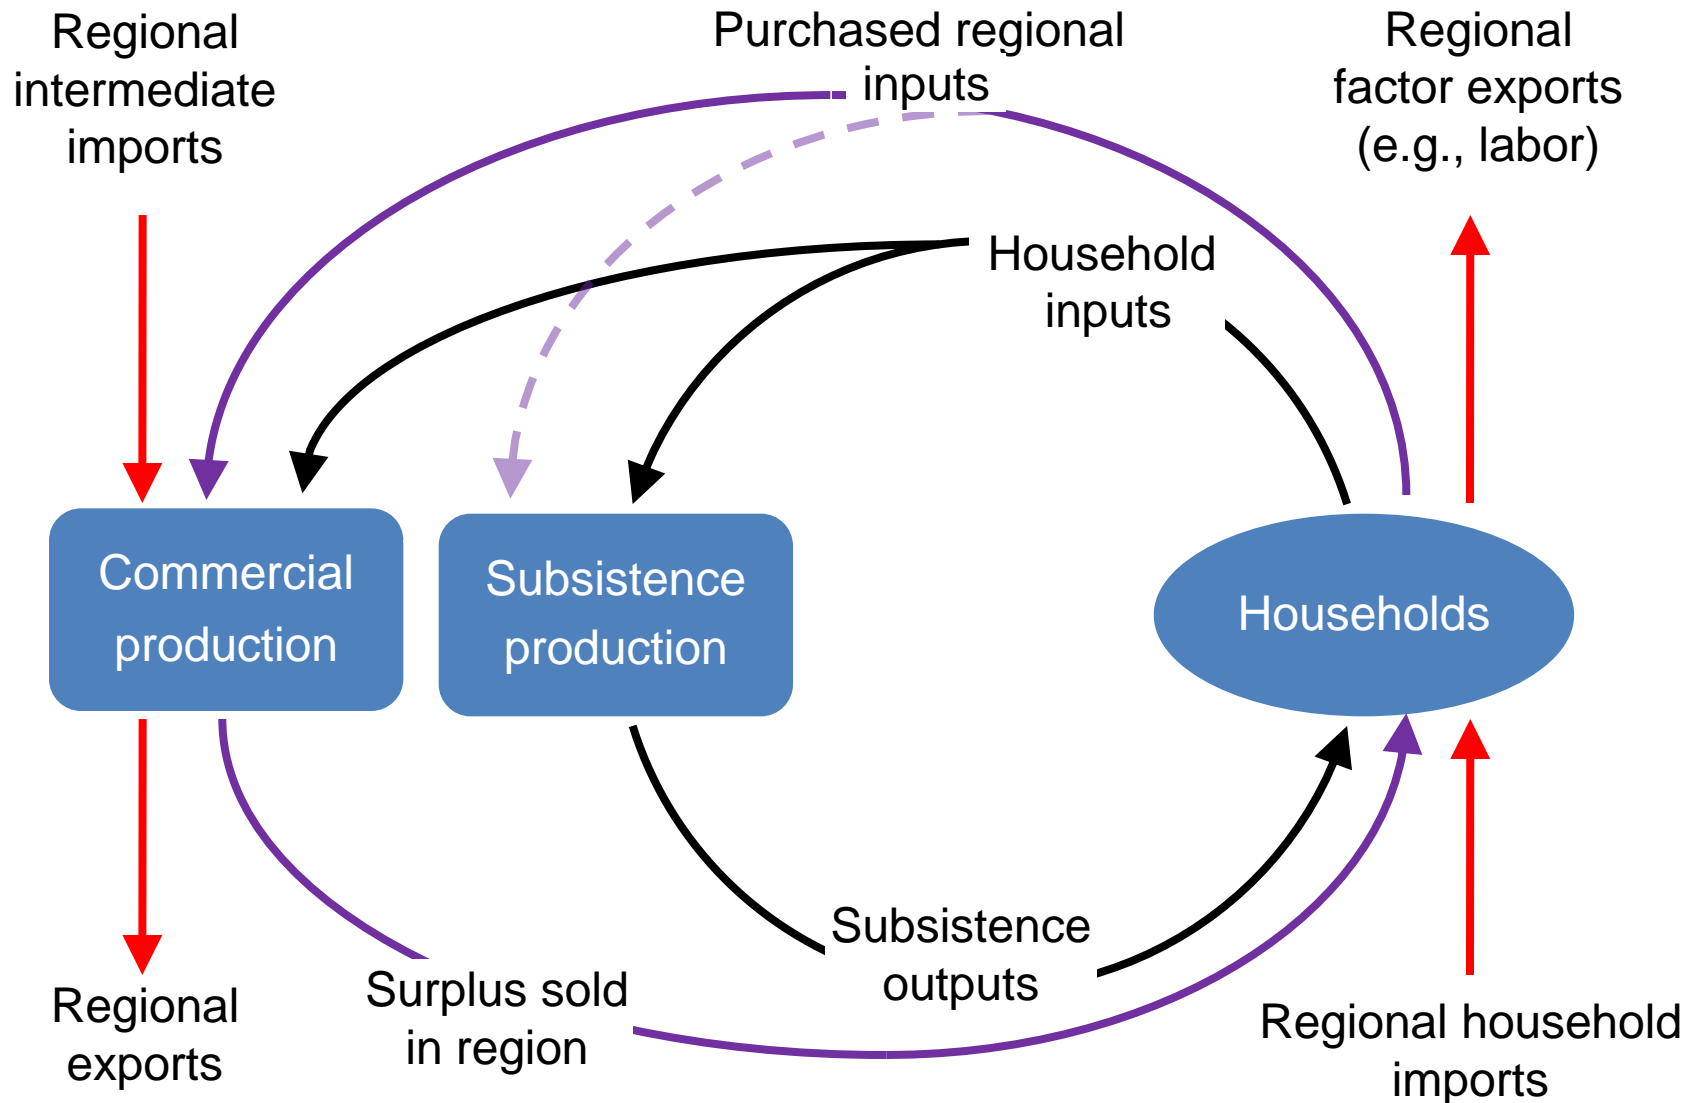 Regional
intermediate
imports
Purchased regional
inputs
Regional
factor exports
(e.g., labor)
Household
inputs
Commercial
production
Subsistence
production
Households
Subsistence
outputs
Surplus sold
in region
Regional
exports
Regional household
imports